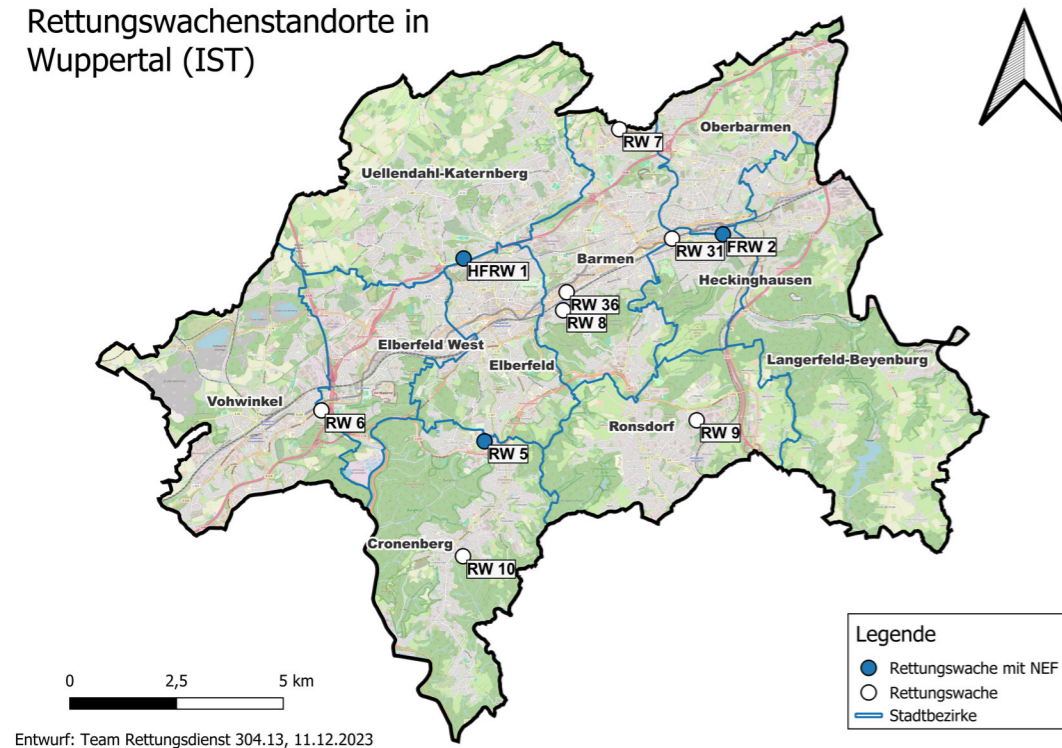 Rettungswachenstandorte in
Wuppertal (IST)
Oberbarmen
RW 7
Uellendahl-Katernberg
RW 31
FRW 2
Barmen
HFRW 1
Heckinghausen
RW 36
RW 8
Elberfeld West
Elberfeld
Langerfeld-Beyenburg
Vohwinkel
RW 6
Ronsdorf
RW 9
RW 5
Cronenberg
RW 10
Legende
Rettungswache mit NEF
Rettungswache
Stadtbezirke
0 2,5 5 km
Entwurf: Team Rettungsdienst 304.13, 11.12.2023